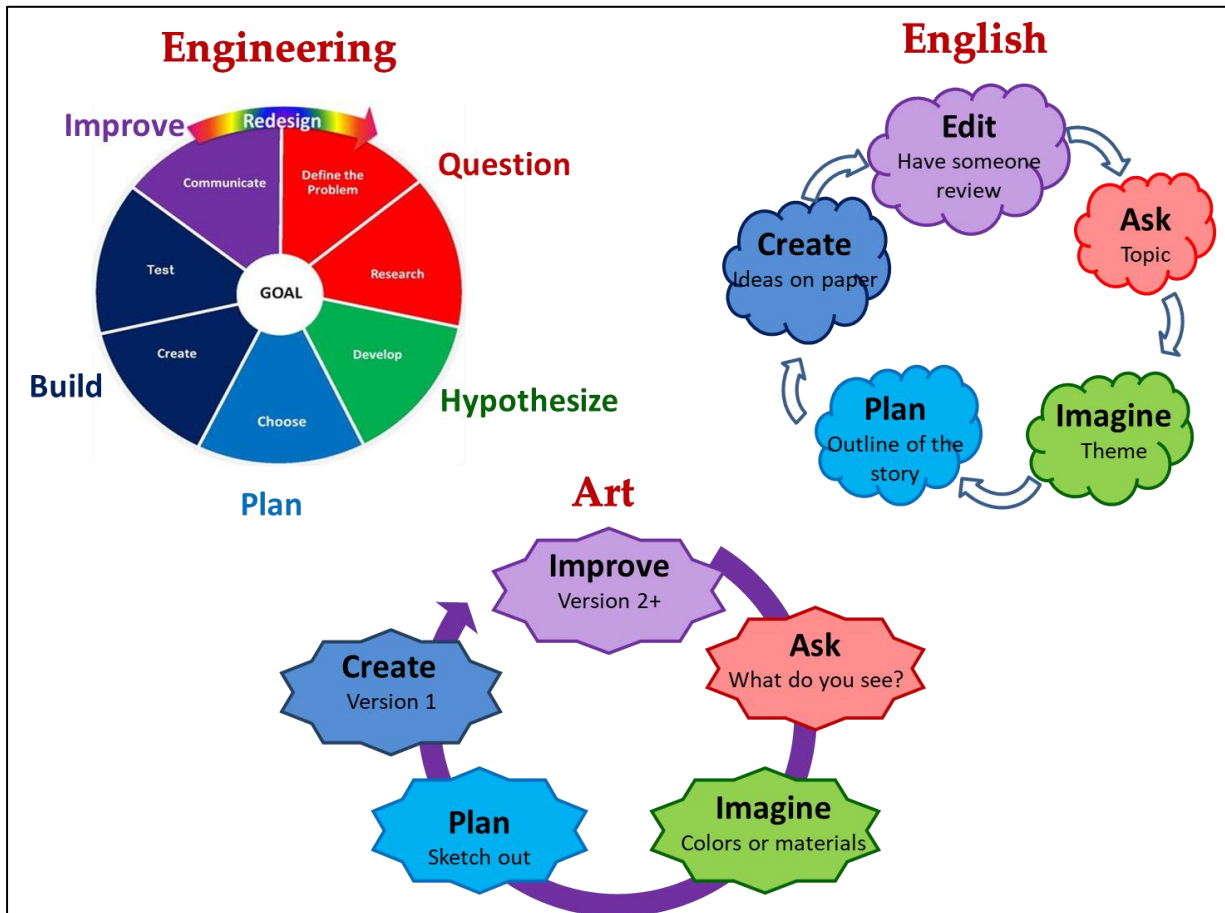 Engineering
Improve
Redesign
Question
Communicate
Define the
Problem
Test
Research
GOAL
Create
Develop
Build
Hypothesize
Choose
Plan
English
Edit
Have someone
review
Ask
Topic
Create
Ideas on paper
Plan
Outline of the
story
Imagine
Theme
Art
Improve
Version 2+
Ask
What do you see?
Create
Version 1
Plan
Sketch out
Imagine
Colors or materials